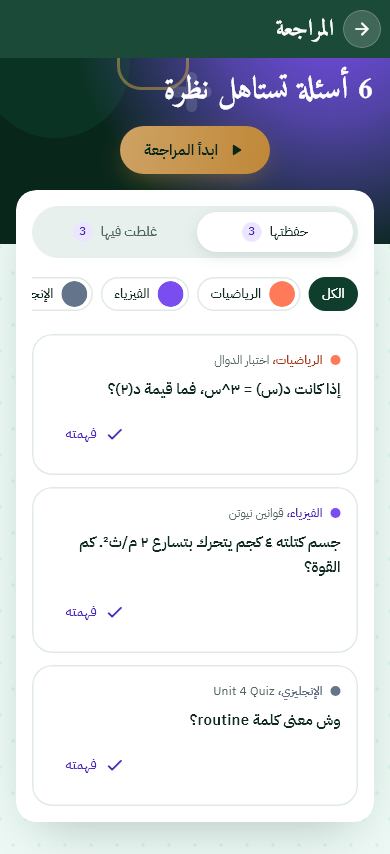 المراجعة
6 أسئلة تستاهل نظرة
ابدأ المراجعة
حفظتها 3
غلطت فيها 3
الكل
الرياضيات
الفيزياء
الرياضيات، اختبار الدوال
إذا كانت د(س) = ٣^س، فما قيمة د(٢)؟
فهمته
الفيزياء، قوانين نيوتن
جسم كتلته ٤ كجم يتحرك بتسارع ٢ م/ث². كم
القوة؟
فهمته
الإنجليزي، Unit 4 Quiz
وش معنى كلمة routine؟
فهمته